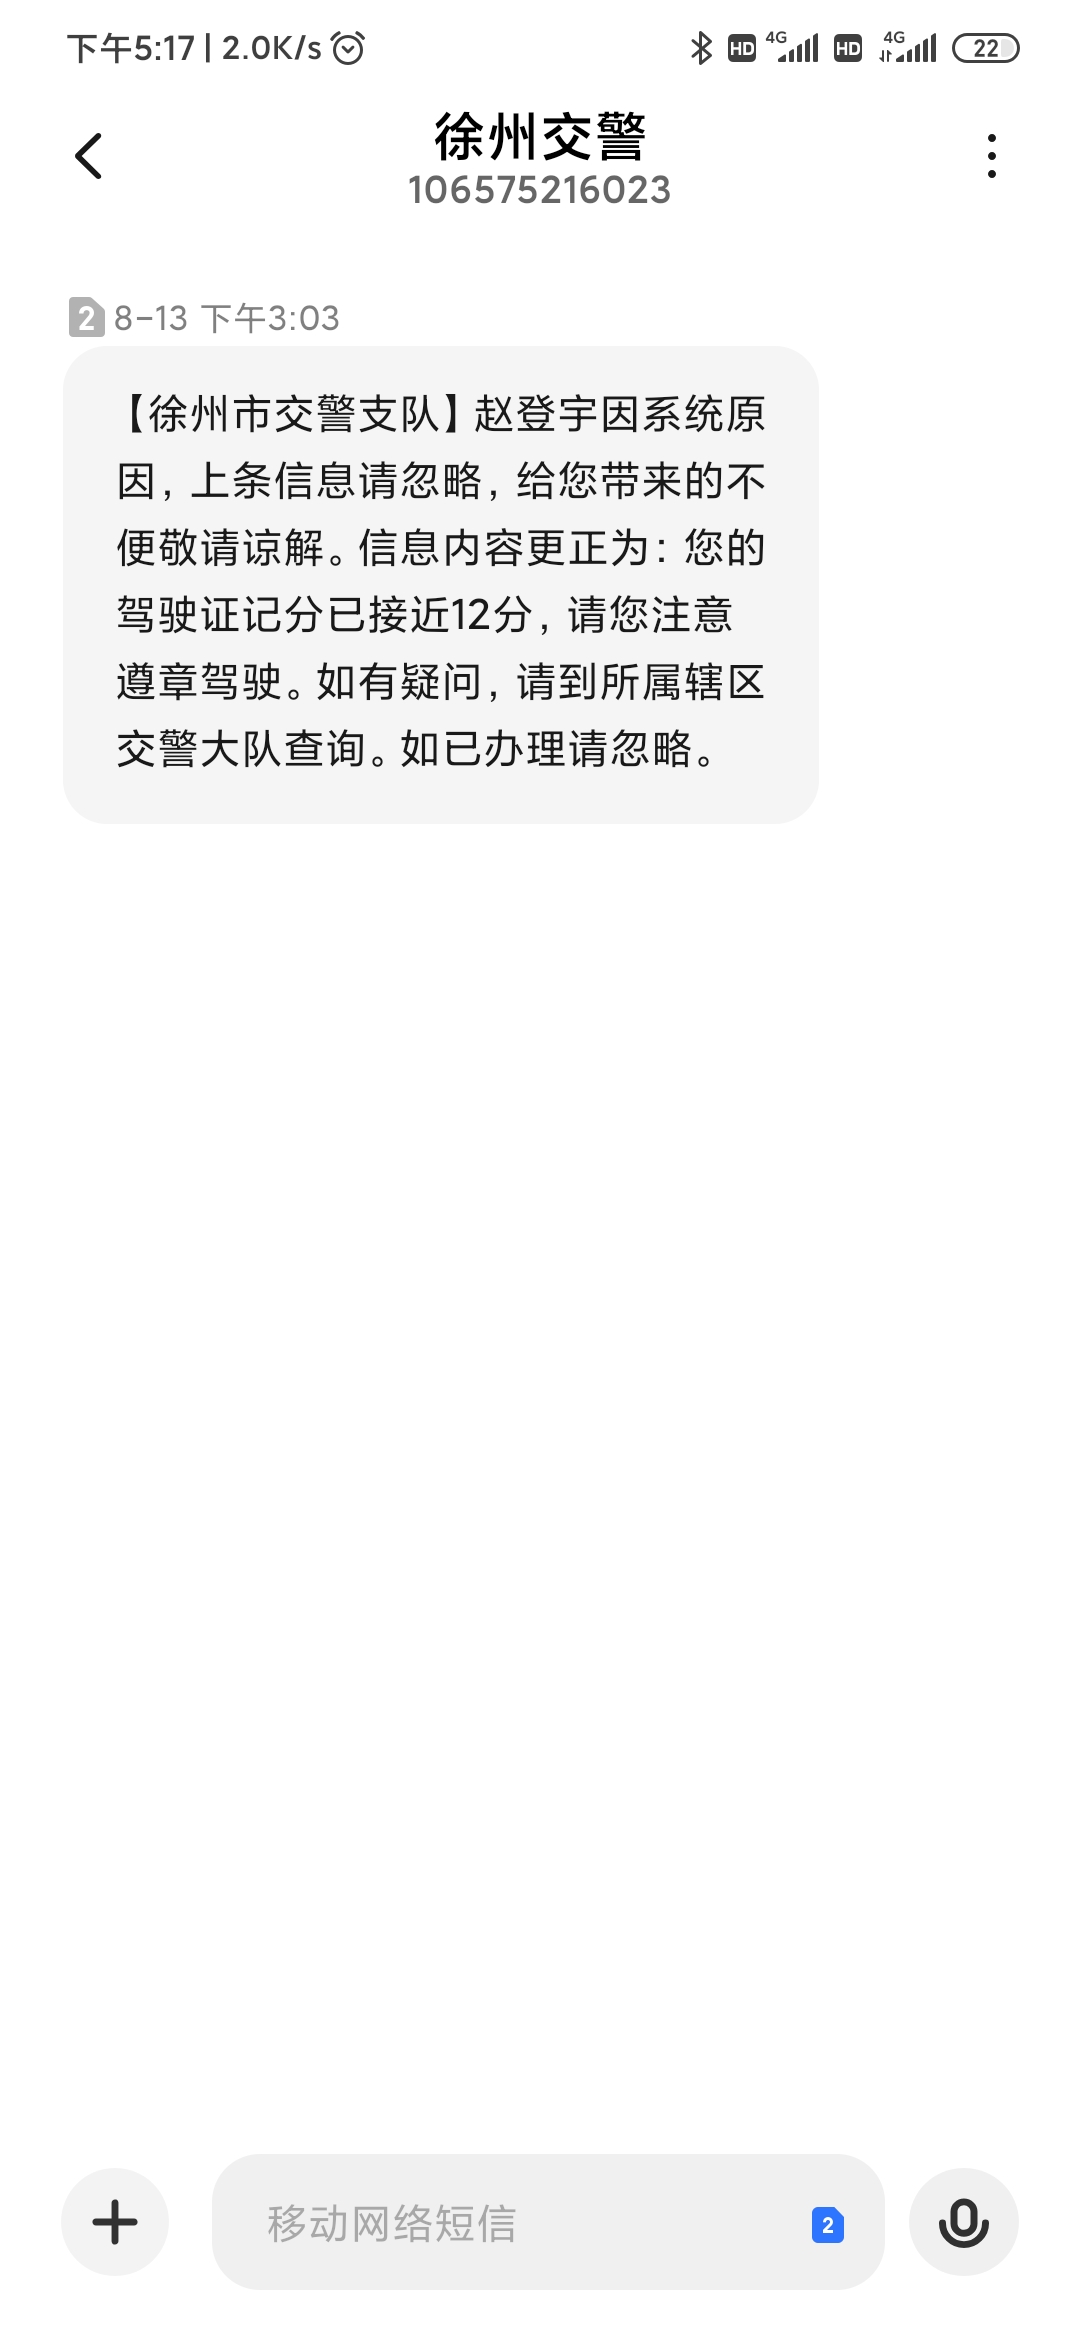 下午5:17 | 2.0K/s
HD 4G HD 4G 22
徐州交警
106575216023
2 8-13 下午3:03
【徐州市交警支队】赵登宇因系统原
因，上条信息请忽略，给您带来的不
便敬请谅解。信息内容更正为：您的
驾驶证记分已接近12分，请您注意
遵章驾驶。如有疑问，请到所属辖区
交警大队查询。如已办理请忽略。
移动网络短信 2